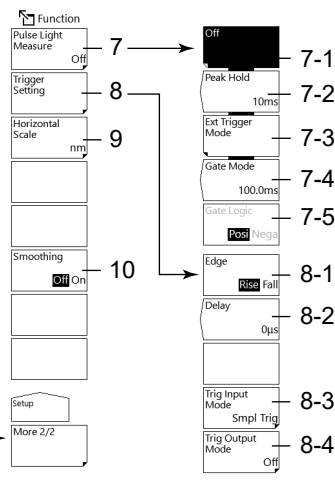 Function
Pulse Light
Measure
Off
7
Trigger
Setting
8
Horizontal
Scale
nm
9
Smoothing
Off On
10
Setup
More 2/2
Off
7-1
Peak Hold
10ms
7-2
Ext Trigger
Mode
7-3
Gate Mode
100.0ms
7-4
Gate Logic
Posi Nega
7-5
Edge
Rise Fall
8-1
Delay
0µs
8-2
Trig Input
Mode
Smpl Trig
8-3
Trig Output
Mode
Off
8-4